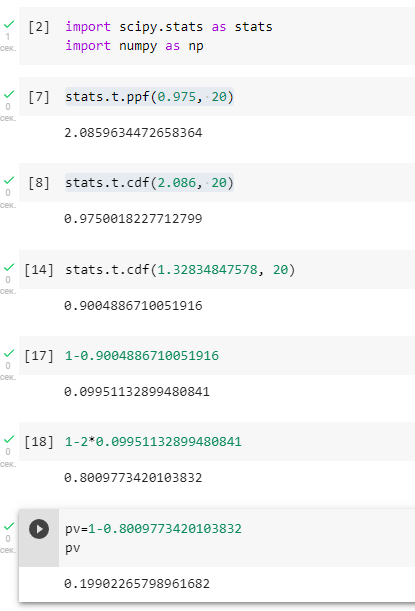 1
сек.
[2] import scipy.stats as stats
import numpy as np
0
сек.
[7] stats.t.ppf(0.975, 20)
2.0859634472658364
0
сек.
[8] stats.t.cdf(2.086, 20)
0.9750018227712799
0
сек.
[14] stats.t.cdf(1.32834847578, 20)
0.9004886710051916
0
сек.
[17] 1-0.9004886710051916
0.09951132899480841
0
сек.
[18] 1-2*0.09951132899480841
0.8009773420103832
0
сек.
pv=1-0.8009773420103832
pv
0.19902265798961682